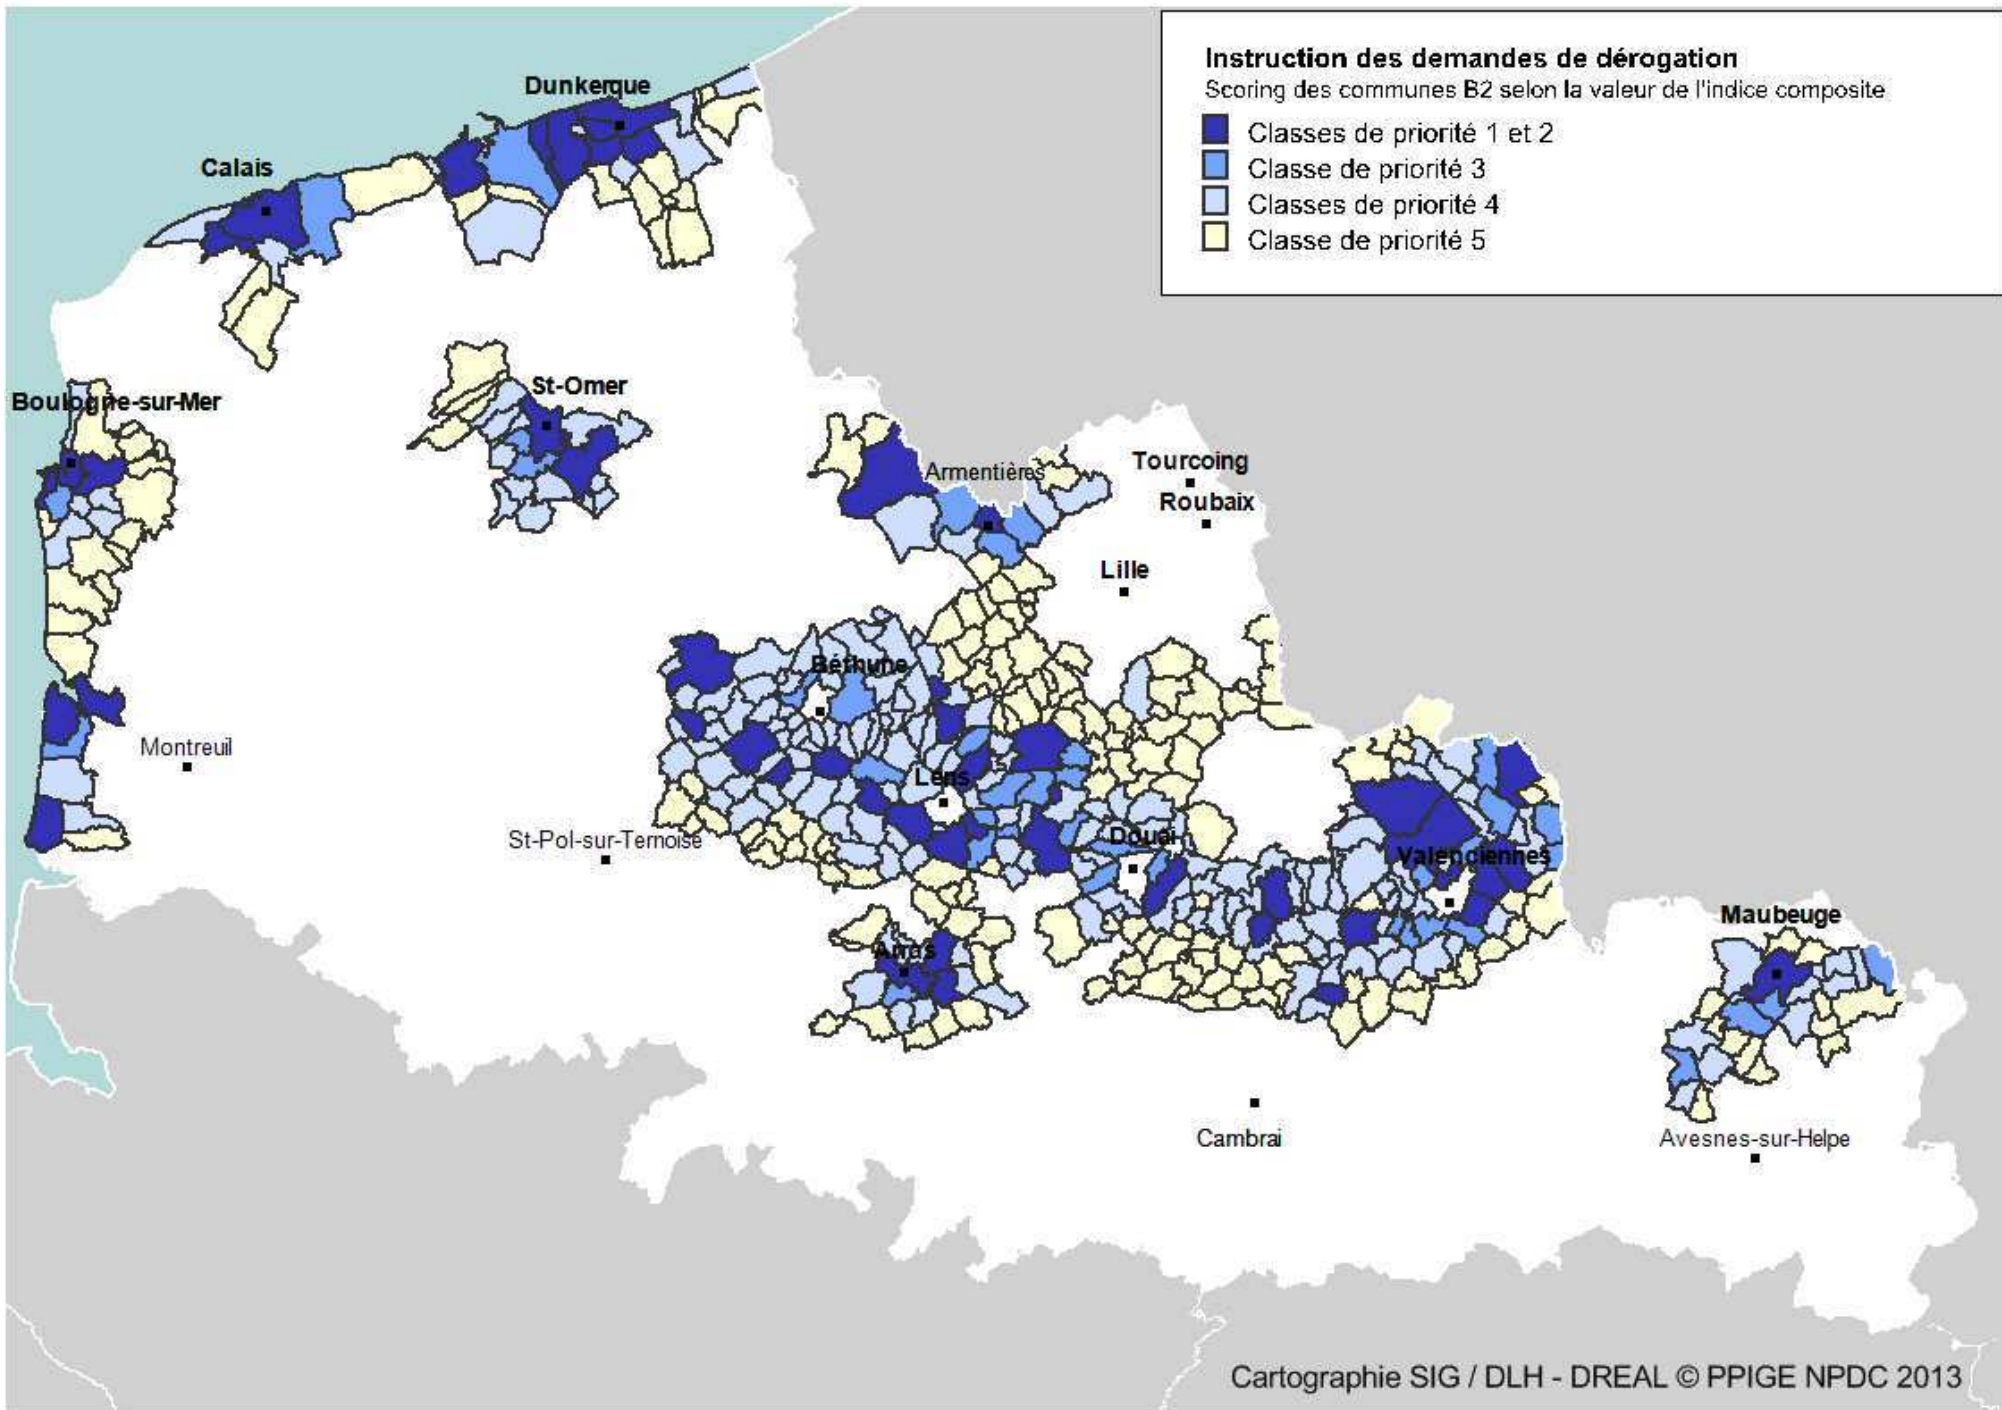 Instruction des demandes de dérogation
Scoring des communes B2 selon la valeur de l'indice composite
Classes de priorité 1 et 2
Classe de priorité 3
Classes de priorité 4
Classe de priorité 5
Dunkerque
Calais
St-Omer
Boulogne-sur-Mer
Armentières
Tourcoing
Roubaix
Lille
Béthune
Montreuil
Lens
St-Pol-sur-Ternoise
Douai
Valenciennes
Maubeuge
Arras
Cambrai
Avesnes-sur-Helpe
Cartographie SIG / DLH - DREAL © PPIGE NPDC 2013